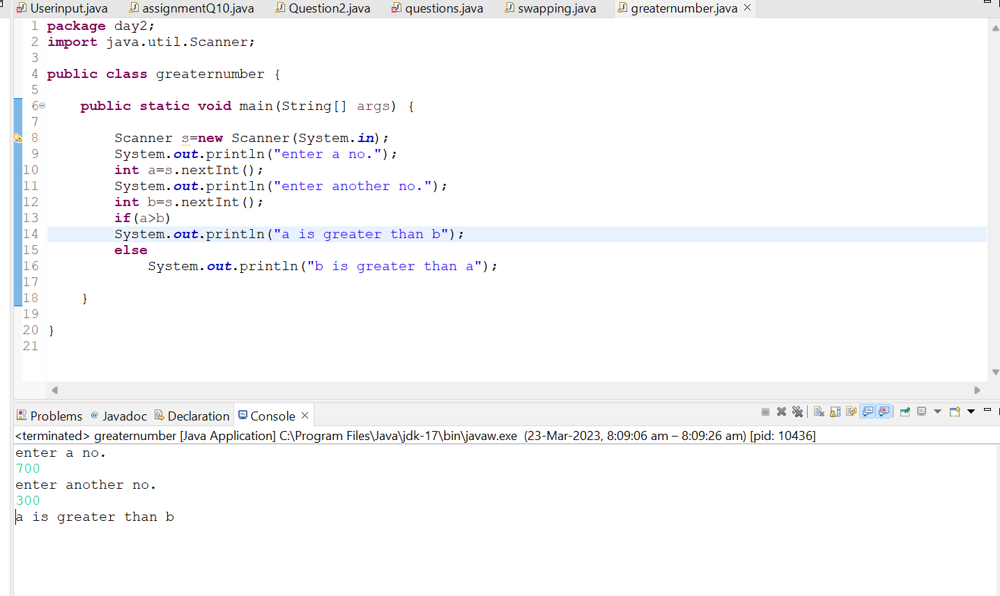 Userinput.java assignmentQ10.java Question2.java questions.java swapping.java greaternumber.java
1 package day2;
2 import java.util.Scanner;
3
4 public class greaternumber {
5
6 public static void main(String[] args) {
7
8 Scanner s=new Scanner(System.in);
9 System.out.println("enter a no.");
10 int a=s.nextInt();
11 System.out.println("enter another no.");
12 int b=s.nextInt();
13 if(a>b)
14 System.out.println("a is greater than b");
15 else
16 System.out.println("b is greater than a");
17
18 }
19
20 }
21
Problems @ Javadoc Declaration Console
<terminated> greaternumber [Java Application] C:\Program Files\Java\jdk-17\bin\javaw.exe (23-Mar-2023, 8:09:06 am – 8:09:26 am) [pid: 10436]
enter a no.
700
enter another no.
300
a is greater than b